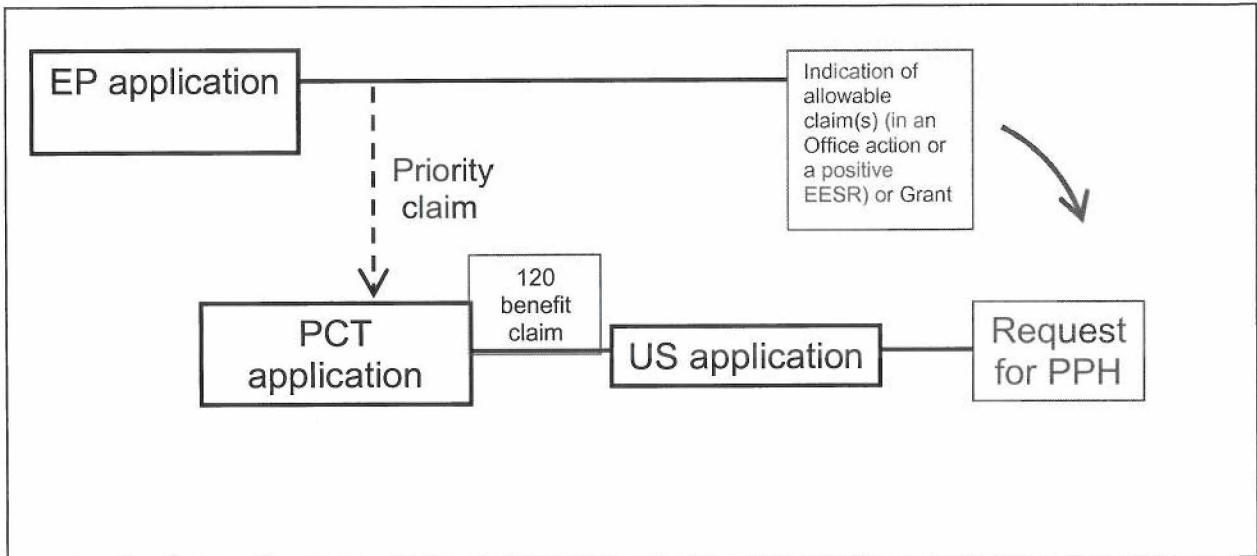 EP application
Indication of
allowable
claim(s) (in an
Office action or
a positive
EESR) or Grant
Priority
claim
120
benefit
claim
PCT
application
US application
Request
for PPH